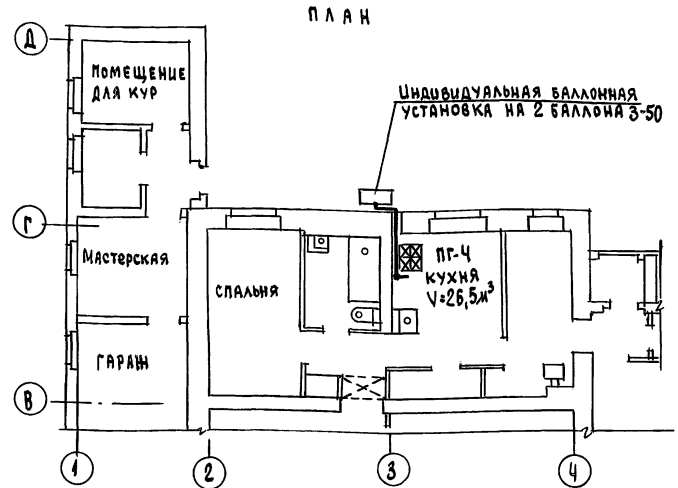 ПЛАН
Д
Помещение
для кур
Индивидуальная баллонная
установка на 2 баллона 3-50
Г
Мастерская
Спальня
ПГ-4
кухня
V=26,5м³
Гараж
В
1
2
3
4